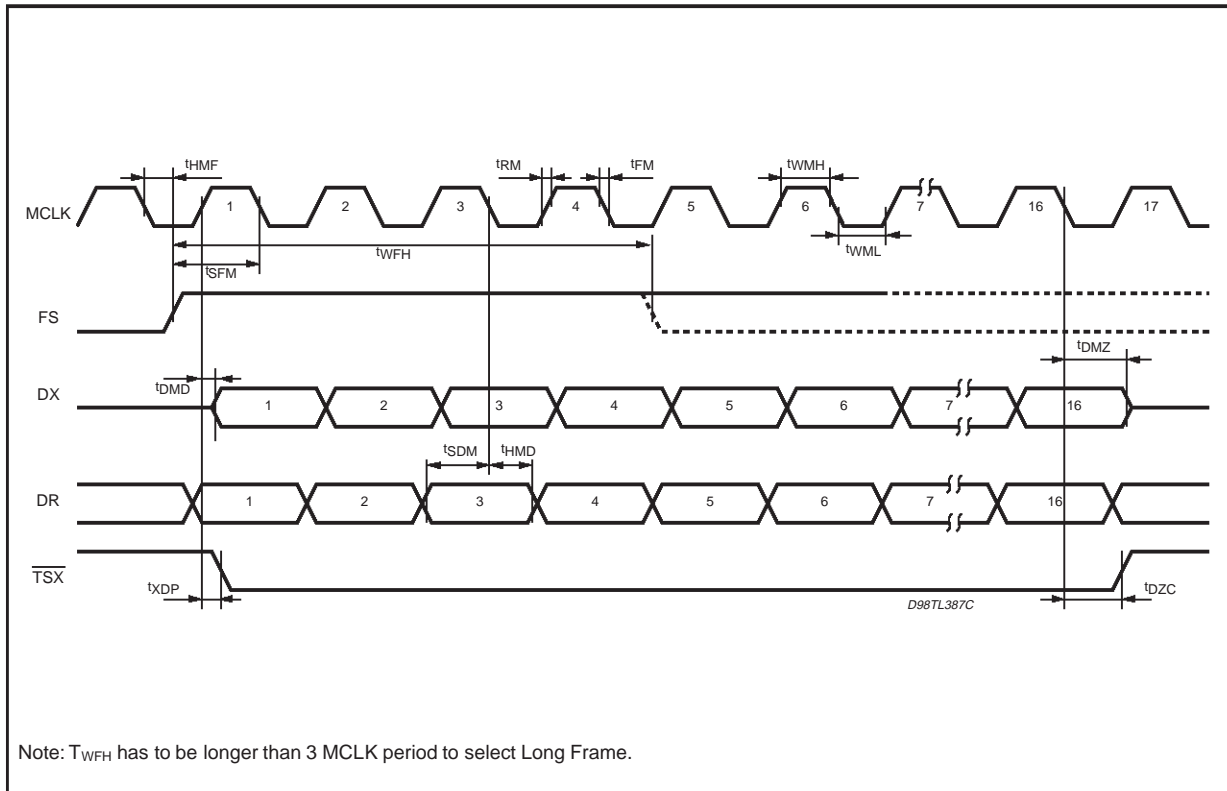 tHMF tRM tFM tWMH
MCLK 1 2 3 4 5 6 7 16 17
tWFH tWML
tSFM
FS
tDMZ
tDMD
DX 1 2 3 4 5 6 7 16
tSDM tHMD
DR 1 2 3 4 5 6 7 16
TSX
tXDP tDZC
D98TL387C
Note: TWFH has to be longer than 3 MCLK period to select Long Frame.